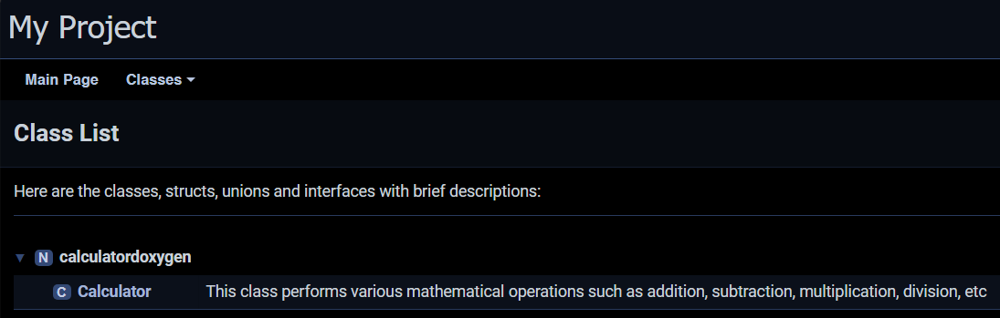 My Project
Main Page Classes
Class List
Here are the classes, structs, unions and interfaces with brief descriptions:
N calculatordoxygen
C Calculator This class performs various mathematical operations such as addition, subtraction, multiplication, division, etc